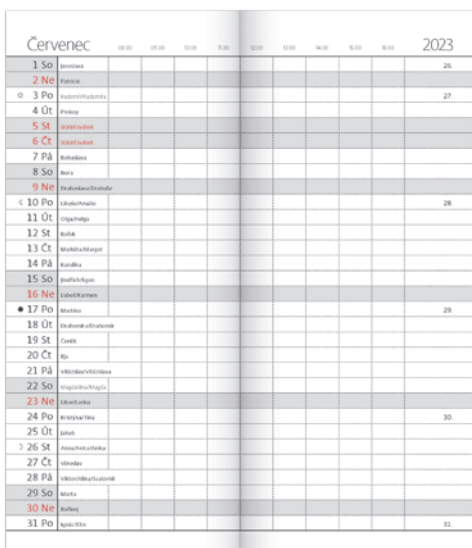 Červenec 08.00 09.00 10.00 11.00 12.00 13.00 14.00 15.00 16.00 2023
1 So Jaroslava 26.
2 Ne Patricie
3 Po Radomír/Radomíra 27.
4 Út Prokop
5 St Státní svátek
6 Čt Státní svátek
7 Pá Bohuslava
8 So Nora
9 Ne Drahoslava/Drahuše
10 Po Libuše/Amálie 28.
11 Út Olga/Helga
12 St Bořek
13 Čt Markéta/Margot
14 Pá Karolína
15 So Jindřich/Egon
16 Ne Luboš/Karmen
17 Po Martina 29.
18 Út Drahomíra/Drahomír
19 St Čeněk
20 Čt Ilja
21 Pá Vítězslav/Vítězslava
22 So Magdaléna/Magda
23 Ne Libor/Luboř
24 Po Kristýna/Tina 30.
25 Út Jakub
26 St Anna/Anita/Aneta
27 Čt Věroslav
28 Pá Viktor/Alina/Svatomír
29 So Marta
30 Ne Bořivoj
31 Po Ignác/Ellis 31.